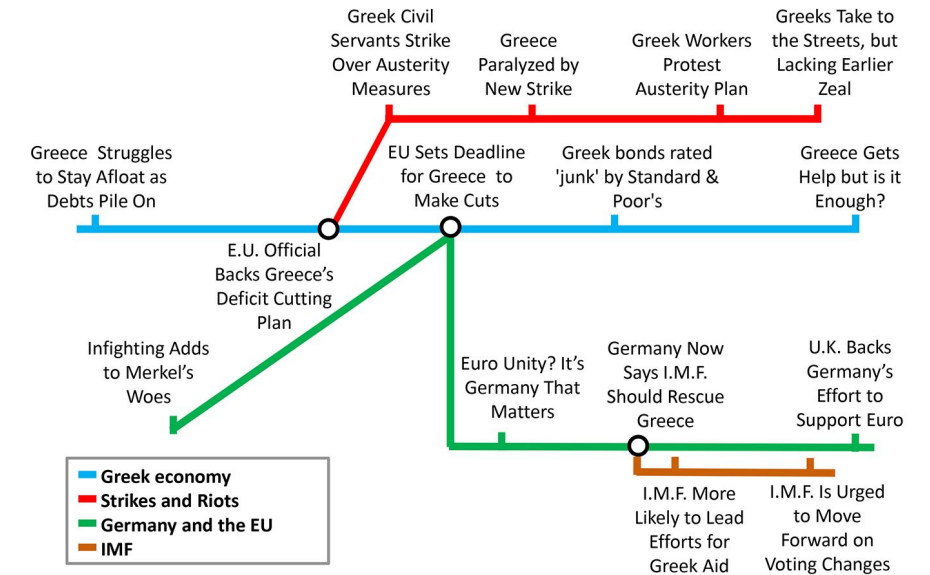 Greek Civil
Servants Strike
Over Austerity
Measures
Greece
Paralyzed by
New Strike
Greek Workers
Protest
Austerity Plan
Greeks Take to
the Streets, but
Lacking Earlier
Zeal
Greece Struggles
to Stay Afloat as
Debts Pile On
EU Sets Deadline
for Greece to
Make Cuts
Greek bonds rated
'junk' by Standard &
Poor's
Greece Gets
Help but is it
Enough?
E.U. Official
Backs Greece's
Deficit Cutting
Plan
Infighting Adds
to Merkel's
Woes
Euro Unity? It's
Germany That
Matters
Germany Now
Says I.M.F.
Should Rescue
Greece
U.K. Backs
Germany's
Effort to
Support Euro
Greek economy
Strikes and Riots
Germany and the EU
IMF
I.M.F. More
Likely to Lead
Efforts for
Greek Aid
I.M.F. Is Urged
to Move
Forward on
Voting Changes